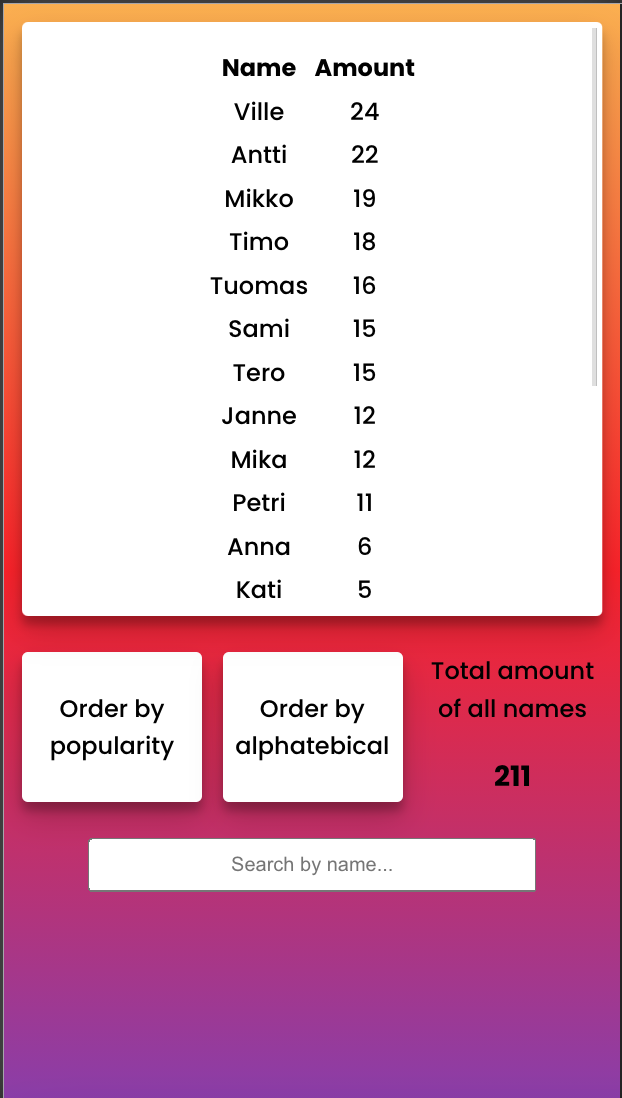 Name Amount
Ville 24
Antti 22
Mikko 19
Timo 18
Tuomas 16
Sami 15
Tero 15
Janne 12
Mika 12
Petri 11
Anna 6
Kati 5
Order by
popularity
Order by
alphatebical
Total amount
of all names
211
Search by name...